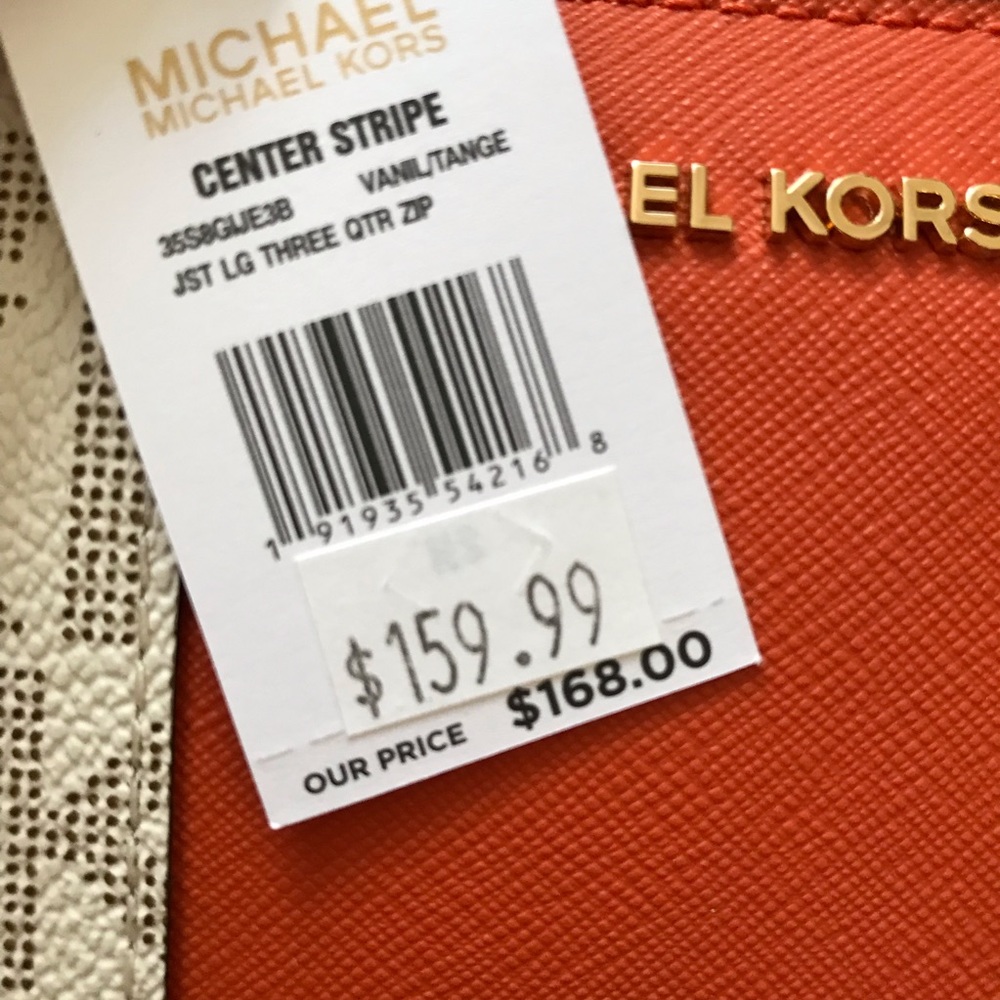 MICHAEL
MICHAEL KORS
CENTER STRIPE
35S8GIJE3B VANIL/TANGE
JST LG THREE QTR ZIP
1 91935 54216 8
$159.99
OUR PRICE $168.00
EL KORS